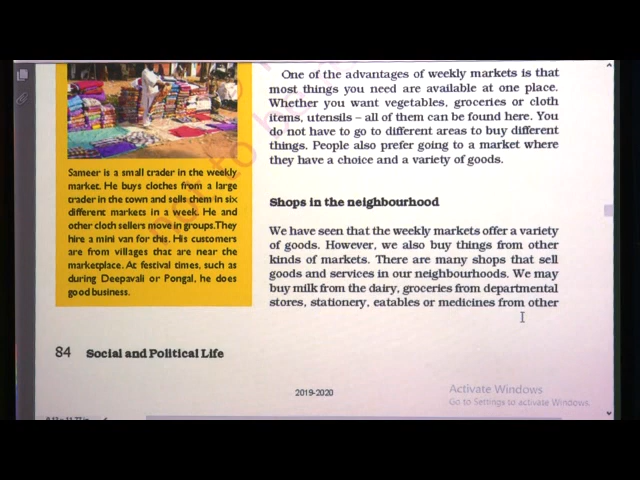 Sameer is a small trader in the weekly
market. He buys clothes from a large
trader in the town and sells them in six
different markets in a week. He and
other cloth sellers move in groups.They
hire a mini van for this. His customers
are from villages that are near the
marketplace. At festival times, such as
during Deepavali or Pongal, he does
good business.
One of the advantages of weekly markets is that
most things you need are available at one place.
Whether you want vegetables, groceries or cloth
items, utensils – all of them can be found here. You
do not have to go to different areas to buy different
things. People also prefer going to a market where
they have a choice and a variety of goods.
Shops in the neighbourhood
We have seen that the weekly markets offer a variety
of goods. However, we also buy things from other
kinds of markets. There are many shops that sell
goods and services in our neighbourhoods. We may
buy milk from the dairy, groceries from departmental
stores, stationery, eatables or medicines from other
84 Social and Political Life
2019-2020
Activate Windows
Go to Settings to activate Windows.